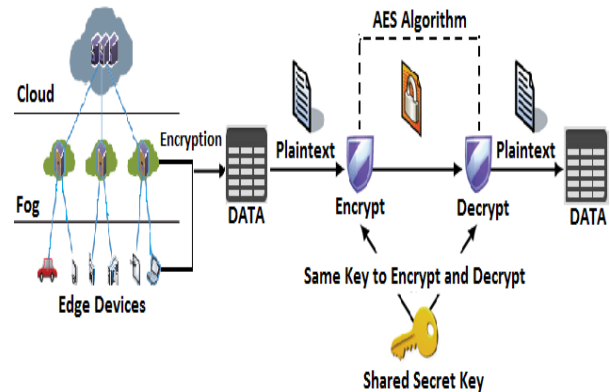 AES Algorithm
Cloud
Encryption
Plaintext
Plaintext
Fog
DATA
Encrypt
Decrypt
DATA
Edge Devices
Same Key to Encrypt and Decrypt
Shared Secret Key